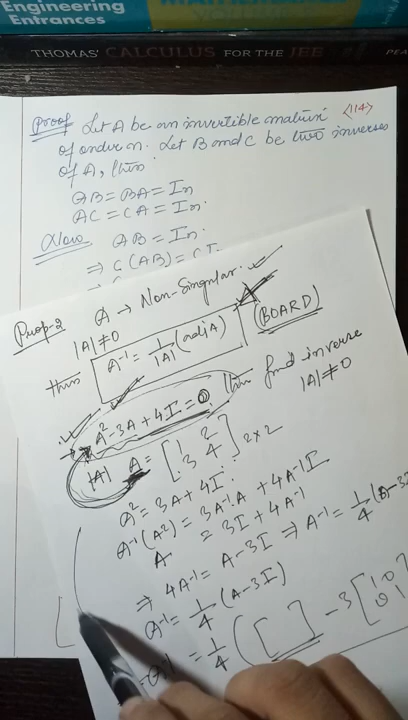 Engineering
Entrances
THOMAS' CALCULUS FOR THE JEE
Proof Let A be an invertible matrix <114>
of order n. Let B and C be two inverses
of A, then
AB = BA = In
AC = CA = In.
Also AB = In.
⇒ C(AB) = CI
Prop-2 A → Non-Singular.
|A| ≠ 0
then A⁻¹ = 1/|A| (adjA) (BOARD)
A² - 3A + 4I = 0 then find inverse
|A| A = [1 2 3 4] 2×2 |A| ≠ 0
A² = 3A + 4I.
A⁻¹(A²) = 3A⁻¹A + 4A⁻¹I
A = 3I + 4A⁻¹
⇒ 4A⁻¹ = A - 3I ⇒ A⁻¹ = 1/4 (A-3I
A⁻¹ = 1/4 (A - 3I)
= 1/4 ([ ] - 3 [1 0 0 1]